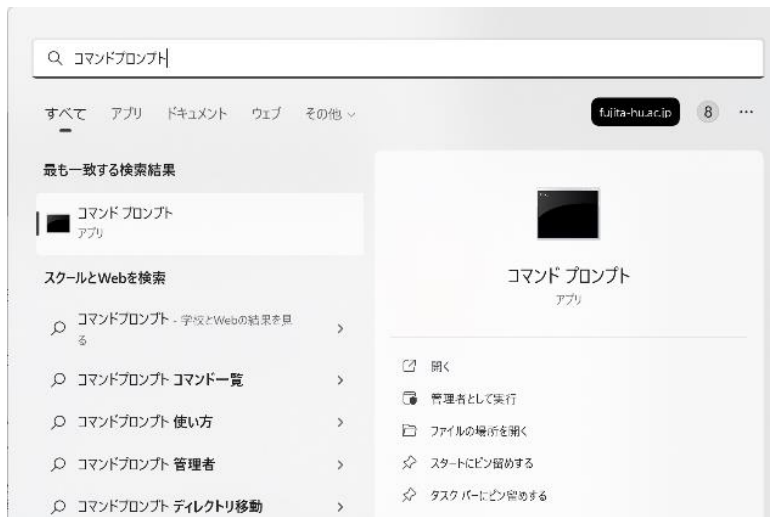 コマンドプロンプト
すべて アプリ ドキュメント ウェブ その他
fujita-hu.ac.jp 8 ...
最も一致する検索結果
コマンド プロンプト
アプリ
スクールとWebを検索
コマンドプロンプト - 学校とWebの結果を見
る
コマンドプロンプト コマンド一覧
コマンドプロンプト 使い方
コマンドプロンプト 管理者
コマンドプロンプト ディレクトリ移動
コマンド プロンプト
アプリ
開く
管理者として実行
ファイルの場所を開く
スタートにピン留めする
タスク バーにピン留めする